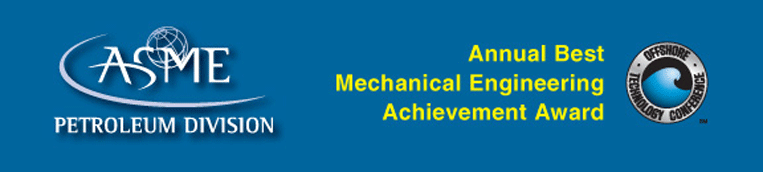 ASME
PETROLEUM DIVISION
Annual Best
Mechanical Engineering
Achievement Award
OFFSHORE
TECHNOLOGY CONFERENCE
TM